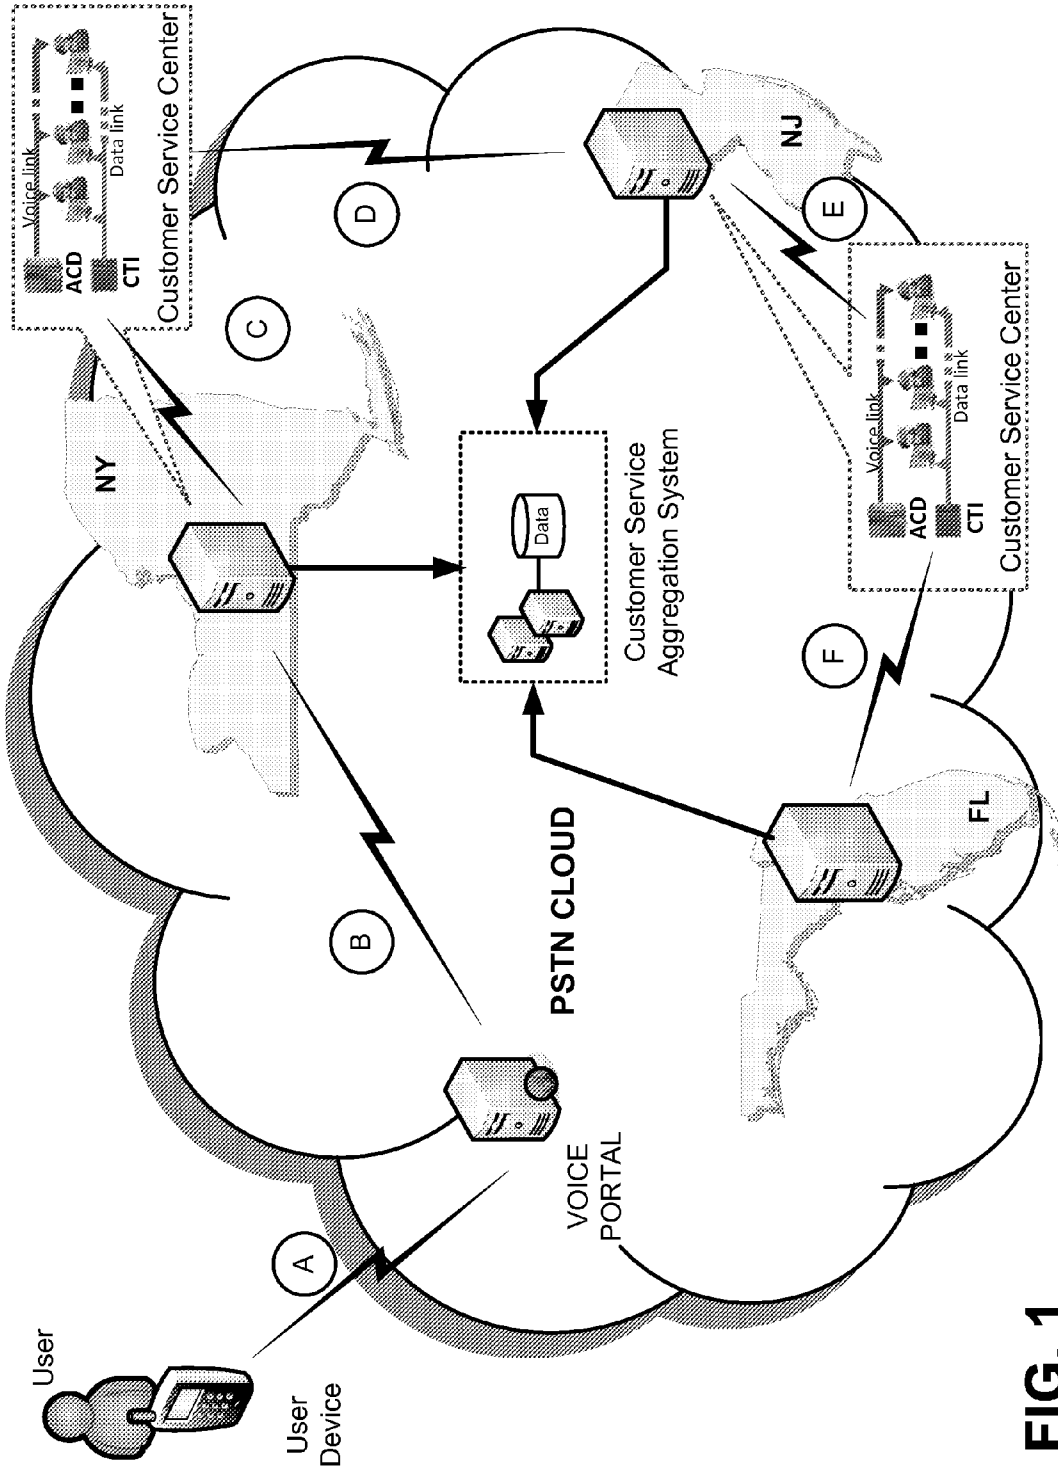 User
User
Device
A
VOICE
PORTAL
B
PSTN CLOUD
NY
C
D
Voice link
ACD
CTI
Data link
Customer Service Center
Data
Customer Service
Aggregation System
NJ
E
Voice link
ACD
CTI
Data link
Customer Service Center
F
FL
FIG. 1